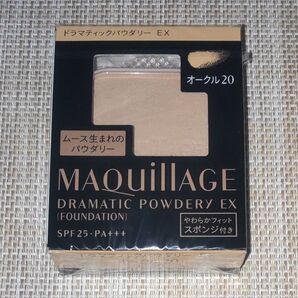 ドラマティックパウダリー EX
オークル20
ムース生まれの
パウダリー
MAQuillAGE
DRAMATIC POWDERY EX
(FOUNDATION)
SPF25・PA+++
やわらかフィット
スポンジ付き